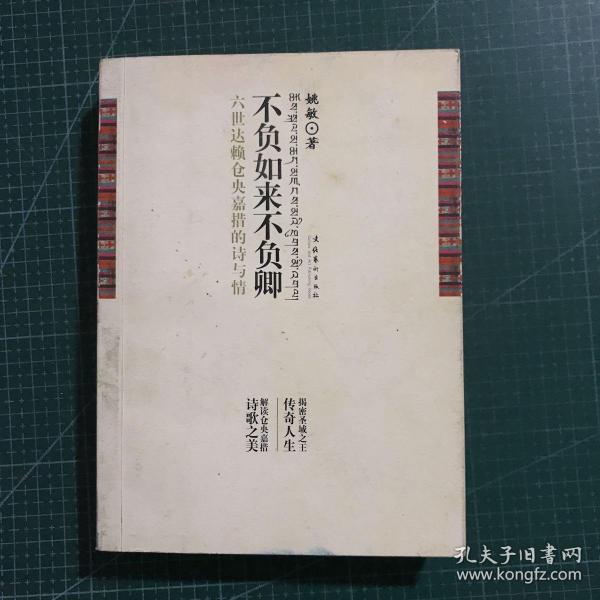 姚敏⊙著
不负如来不负卿
六世达赖仓央嘉措的诗与情
文化艺术出版社
揭密圣域之王
传奇人生
解读仓央嘉措
诗歌之美
孔夫子旧书网
www.kongfz.com